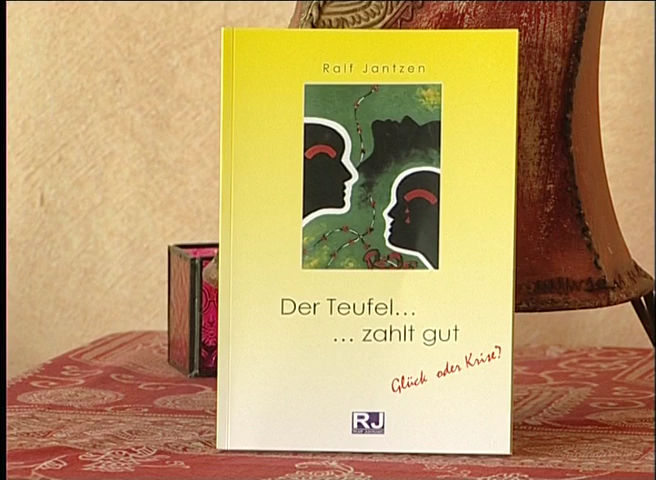 Ralf Jantzen
Der Teufel...
... zahlt gut
Glück oder Krise?
RJ